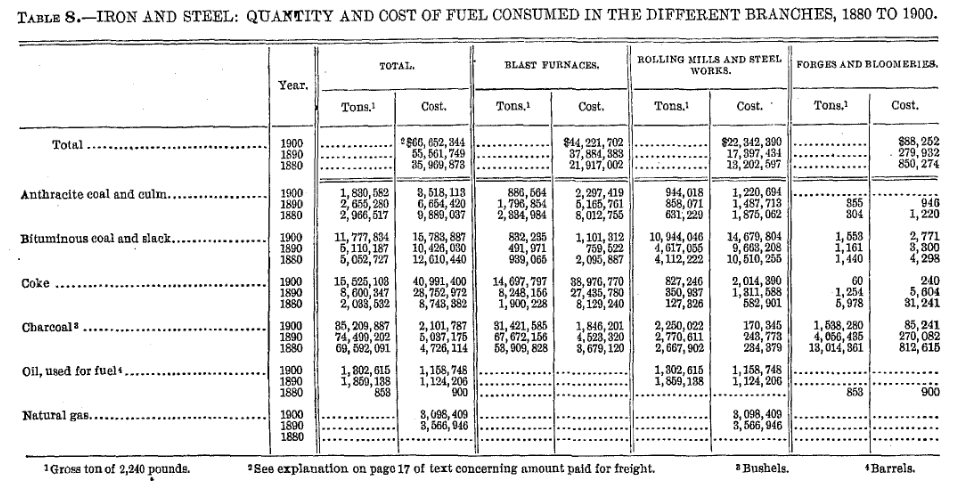 TABLE 8.—IRON AND STEEL: QUANTITY AND COST OF FUEL CONSUMED IN THE DIFFERENT BRANCHES, 1880 TO 1900.
Year. TOTAL. BLAST FURNACES. ROLLING MILLS AND STEEL WORKS. FORGES AND BLOOMERIES.
Tons.¹ Cost. Tons.¹ Cost. Tons.¹ Cost. Tons.¹ Cost.
Total 1900 ²$66,652,344 $44,221,702 $22,342,390 $88,252
1890 55,561,749 37,884,383 17,397,434 279,932
1880 35,969,873 21,917,002 13,202,597 850,274
Anthracite coal and culm 1900 1,830,582 3,518,113 886,564 2,297,419 944,018 1,220,694
1890 2,655,280 6,654,420 1,796,854 5,165,761 858,071 1,487,713 355 946
1880 2,966,517 9,889,037 2,334,984 8,012,755 631,229 1,875,062 304 1,220
Bituminous coal and slack 1900 11,777,834 15,783,887 832,235 1,101,312 10,944,046 14,679,804 1,553 2,771
1890 5,110,187 10,426,030 491,971 759,522 4,617,055 9,663,208 1,161 3,300
1880 5,052,727 12,610,440 939,065 2,095,887 4,112,222 10,510,255 1,440 4,298
Coke 1900 15,525,103 40,991,400 14,697,797 38,976,770 827,246 2,014,390 60 240
1890 8,600,347 28,752,972 8,248,156 27,435,780 350,937 1,311,588 1,254 5,604
1880 2,033,532 8,743,382 1,900,228 8,129,240 127,326 582,901 5,978 31,241
Charcoal³ 1900 35,209,887 2,101,787 31,421,585 1,846,201 2,250,022 170,345 1,538,280 85,241
1890 74,499,202 5,037,175 67,672,156 4,523,320 2,770,611 243,773 4,056,435 270,082
1880 69,592,091 4,726,114 53,909,828 3,679,120 2,667,902 234,379 13,014,361 812,615
Oil, used for fuel⁴ 1900 1,302,615 1,158,748 1,302,615 1,158,748
1890 1,859,138 1,124,206 1,859,138 1,124,206
1880 853 900 853 900
Natural gas 1900 3,098,409 3,098,409
1890 3,566,946 3,566,946
1880
¹Gross ton of 2,240 pounds. ²See explanation on page 17 of text concerning amount paid for freight. ³Bushels. ⁴Barrels.